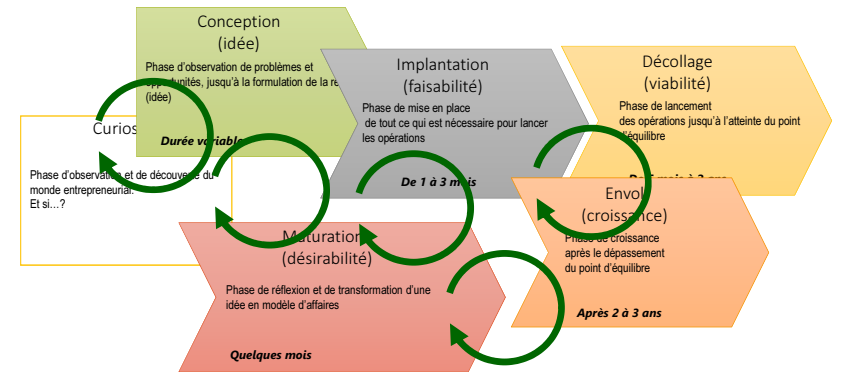 Conception
(idée)
Phase d'observation de problèmes et
opportunités, jusqu'à la formulation de la
(idée)
Durée variable
Implantation
(faisabilité)
Phase de mise en place
de tout ce qui est nécessaire pour lancer
les opérations
De 1 à 3 mois
Décollage
(viabilité)
Phase de lancement
des opérations jusqu'à l'atteinte du point
d'équilibre
Phase d'observation et de découverte du
monde entrepreneurial.
Et si…?
Maturation
(désirabilité)
Phase de réflexion et de transformation d'une
idée en modèle d'affaires
Quelques mois
Envol
(croissance)
Phase de croissance
après le dépassement
du point d'équilibre
Après 2 à 3 ans